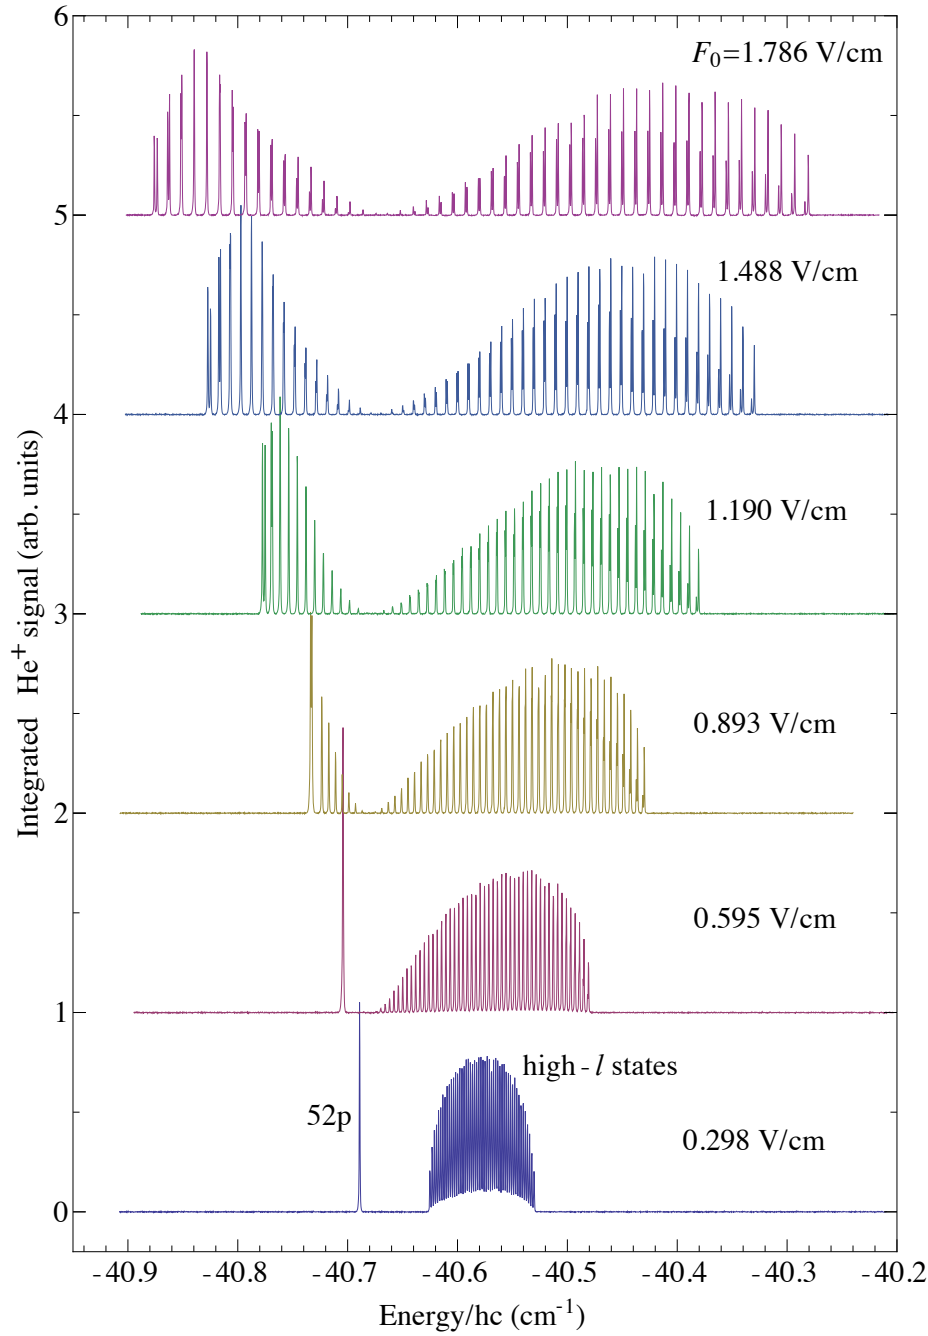 6
F₀=1.786 V/cm
5
1.488 V/cm
4
1.190 V/cm
3
0.893 V/cm
2
0.595 V/cm
1
high - l states
52p
0.298 V/cm
0
Integrated He⁺ signal (arb. units)
-40.9 -40.8 -40.7 -40.6 -40.5 -40.4 -40.3 -40.2
Energy/hc (cm⁻¹)